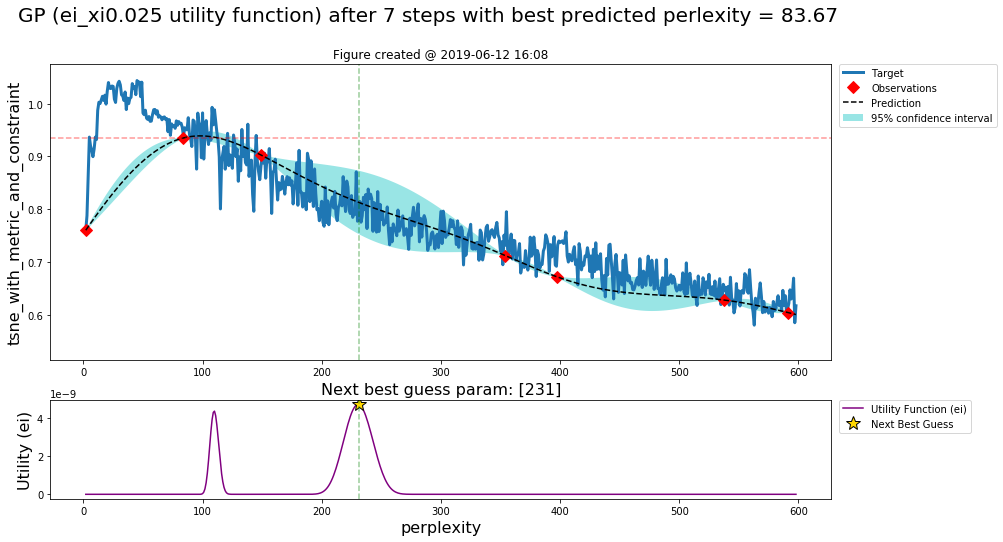 GP (ei_xi0.025 utility function) after 7 steps with best predicted perlexity = 83.67
Figure created @ 2019-06-12 16:08
tsne_with_metric_and_constraint
1.0
0.9
0.8
0.7
0.6
0 100 200 300 400 500 600
Target
Observations
Prediction
95% confidence interval
Next best guess param: [231]
1e−9
Utility (ei)
4
2
0
0 100 200 300 400 500 600
perplexity
Utility Function (ei)
Next Best Guess